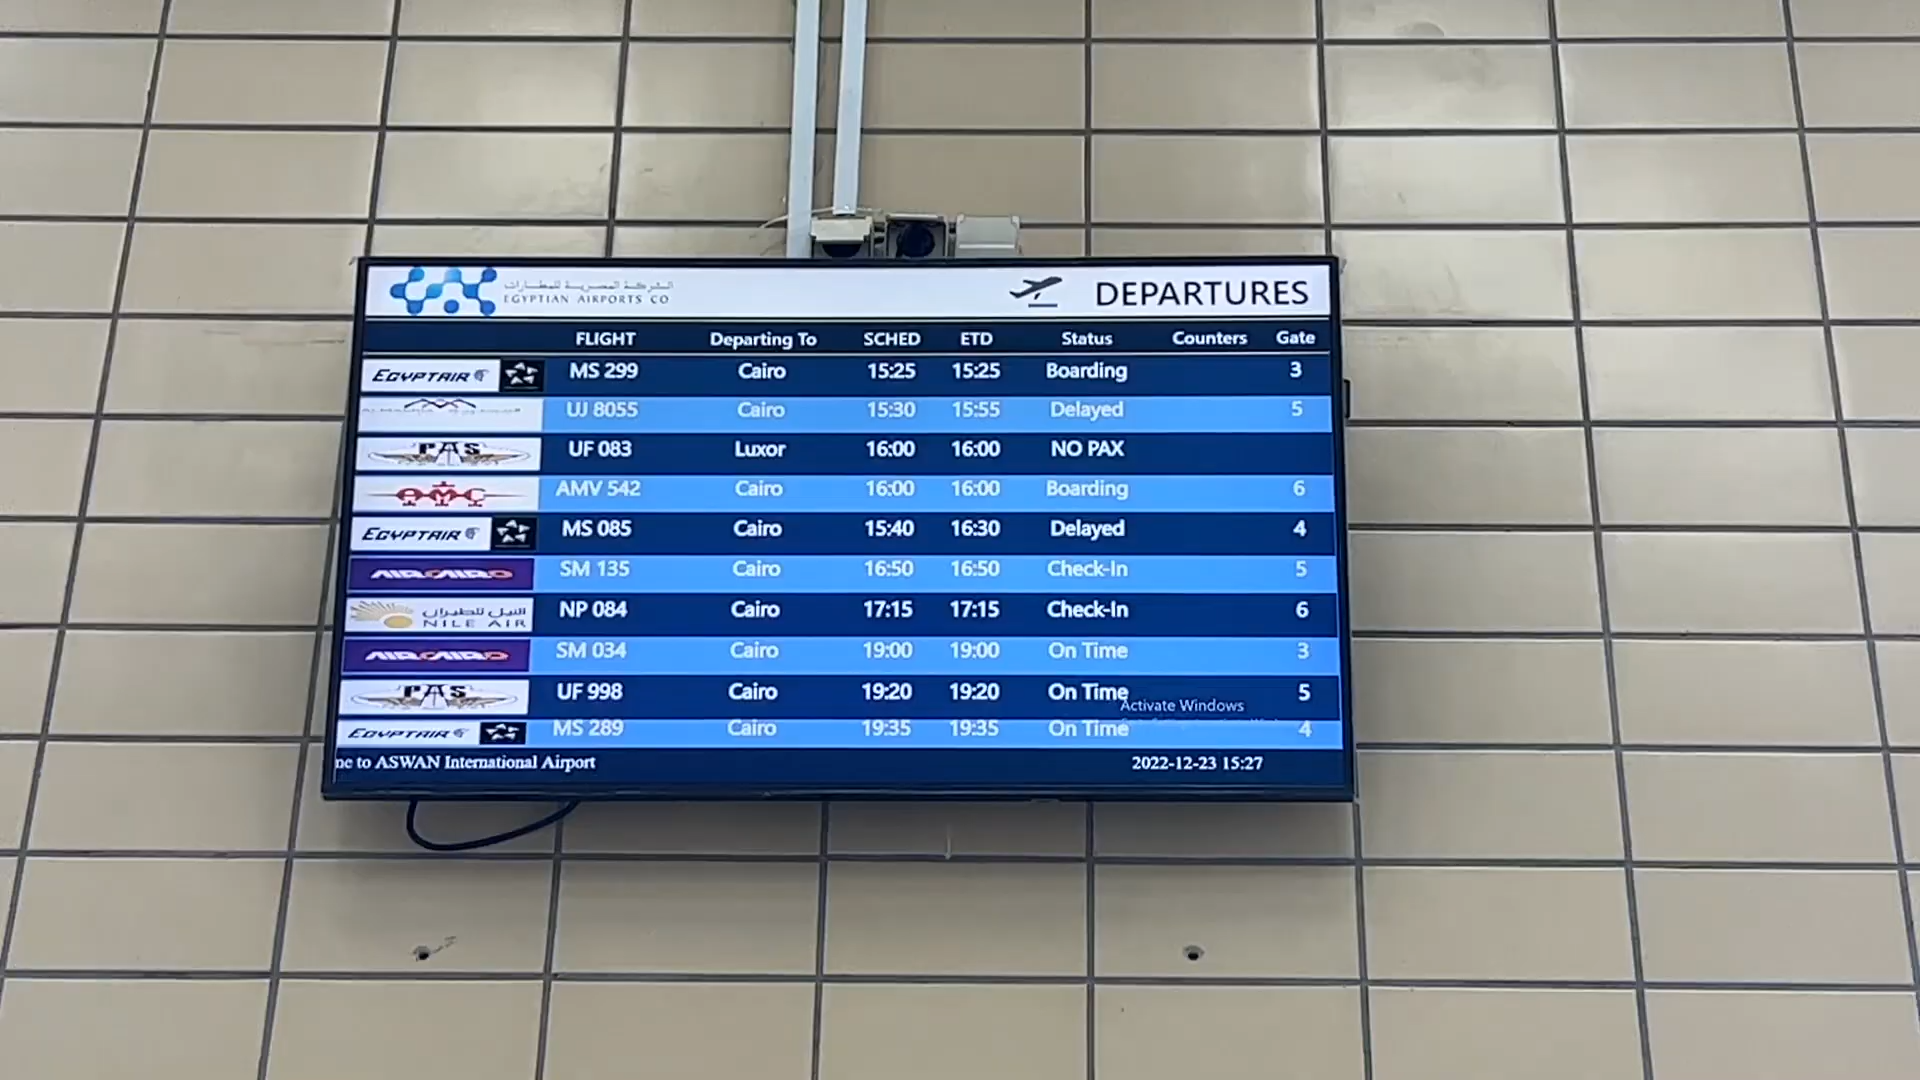 الشركة المصرية للمطارات
EGYPTIAN AIRPORTS CO
DEPARTURES
FLIGHT Departing To SCHED ETD Status Counters Gate
EGYPTAIR MS 299 Cairo 15:25 15:25 Boarding 3
UJ 8055 Cairo 15:30 15:55 Delayed 5
PAS UF 083 Luxor 16:00 16:00 NO PAX
AMC AMV 542 Cairo 16:00 16:00 Boarding 6
EGYPTAIR MS 085 Cairo 15:40 16:30 Delayed 4
AIRCAIRO SM 135 Cairo 16:50 16:50 Check-In 5
النيل للطيران
NILE AIR NP 084 Cairo 17:15 17:15 Check-In 6
AIRCAIRO SM 034 Cairo 19:00 19:00 On Time 3
PAS UF 998 Cairo 19:20 19:20 On Time 5
Activate Windows
EGYPTAIR MS 289 Cairo 19:35 19:35 On Time 4
me to ASWAN International Airport 2022-12-23 15:27